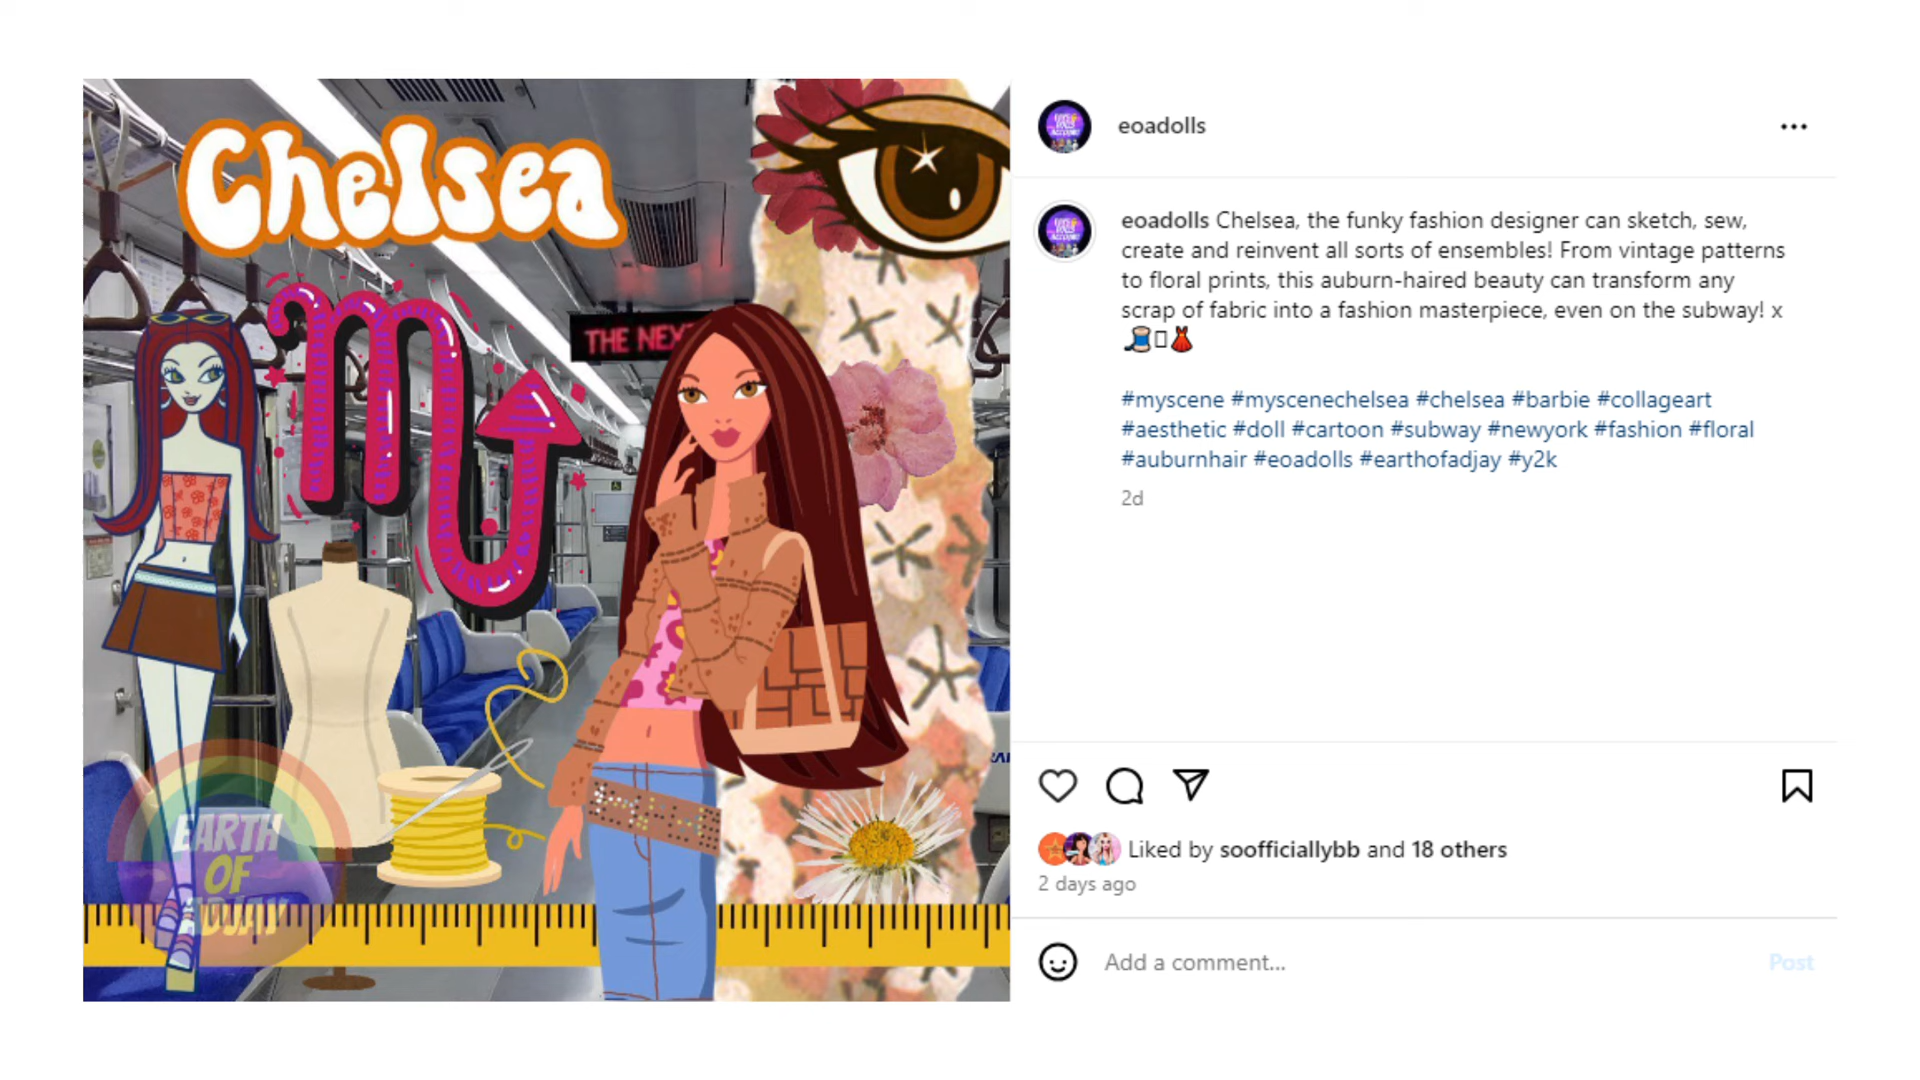 Chelsea
THE NEX
EARTH
OF
ADJAY
eoadolls
eoadolls Chelsea, the funky fashion designer can sketch, sew,
create and reinvent all sorts of ensembles! From vintage patterns
to floral prints, this auburn-haired beauty can transform any
scrap of fabric into a fashion masterpiece, even on the subway! x
🧵▯👗
#myscene #myscenechelsea #chelsea #barbie #collageart
#aesthetic #doll #cartoon #subway #newyork #fashion #floral
#auburnhair #eoadolls #earthofadjay #y2k
2d
Liked by soofficiallybb and 18 others
2 days ago
Add a comment...
Post